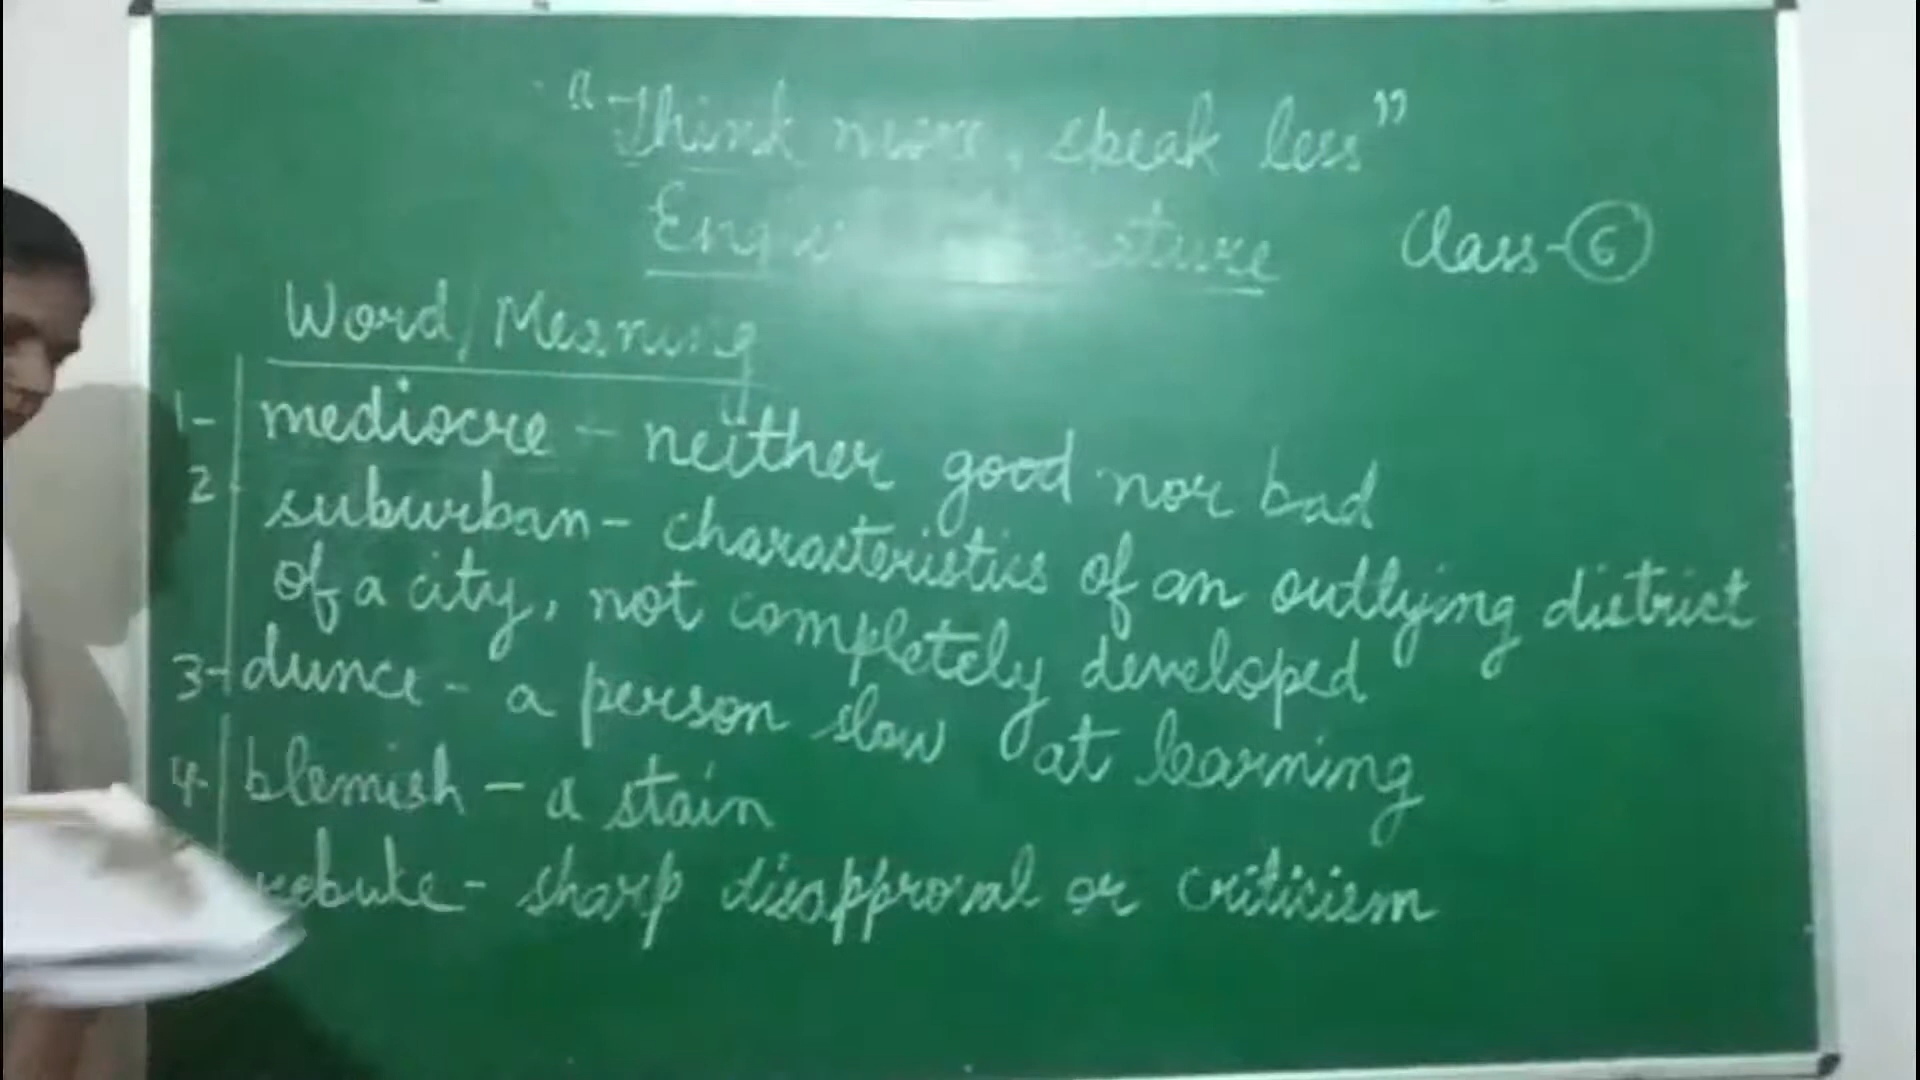 "Think more, speak less"
Literature Class-6
Word/Meaning
1- mediocre - neither good nor bad
2- suburban - characteristics of an outlying district
of a city, not completely developed
3- dunce - a person slow at learning
4- blemish - a stain
rebuke - sharp disapproval or criticism